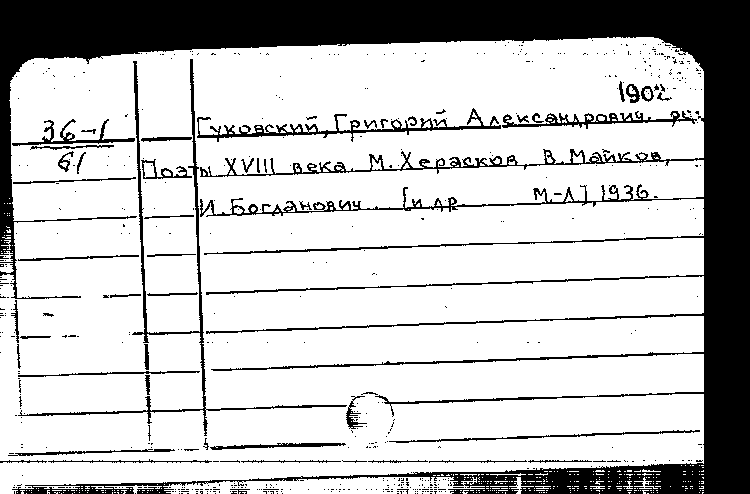 1902
36-1
61
Гуковский, Григорий Александрович, ред.
Поэты XVIII века. М. Херасков, В. Майков,
И. Богданович. [и др. М.-Л], 1936.